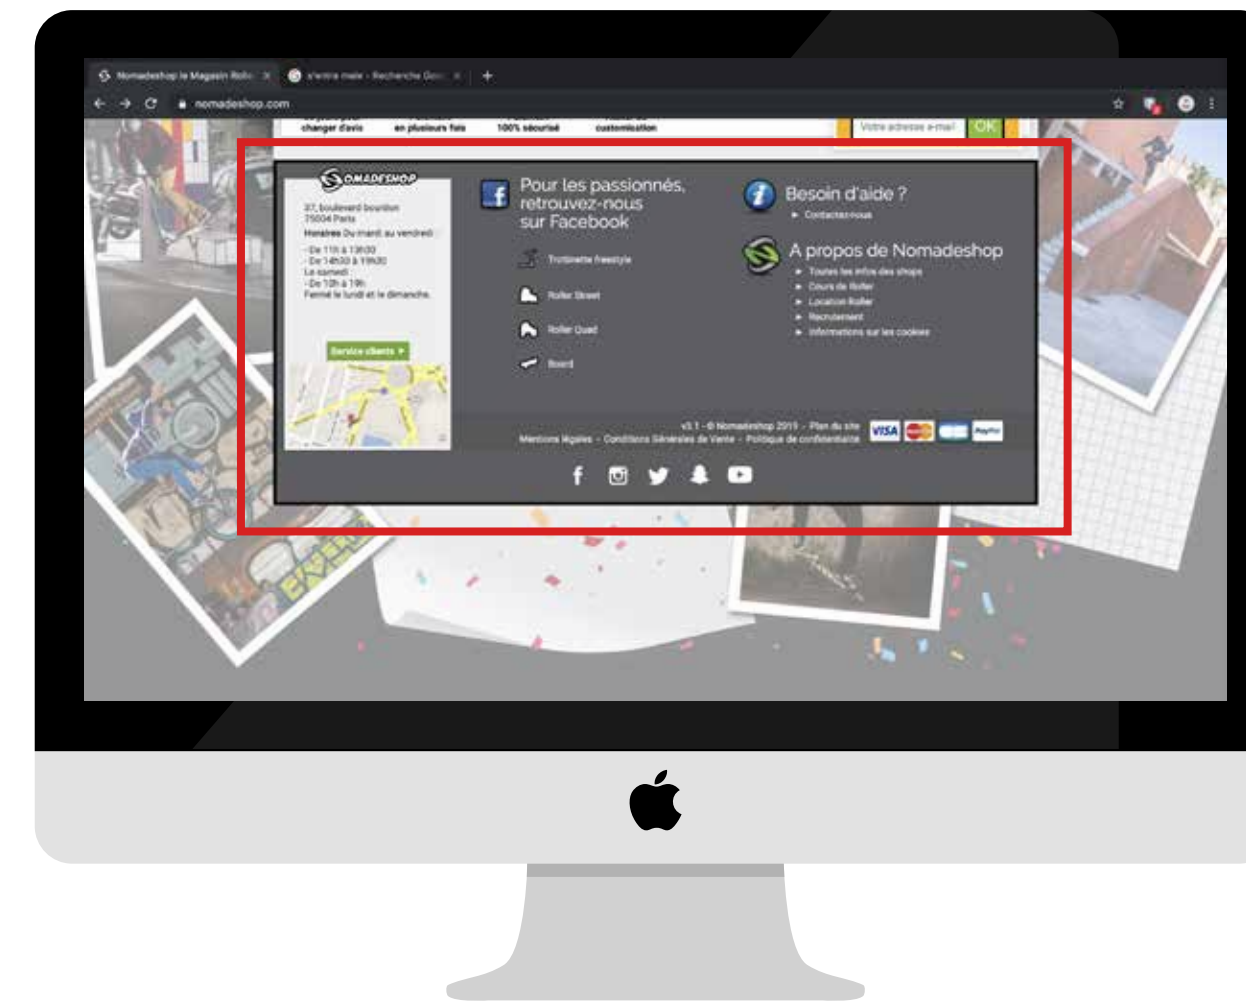 Nomadeshop le Magasin Rolle
nomadeshop.com
changer d'avis
en plusieurs fois
100% sécurisé
customisation
Votre adresse e-mail
OK
NOMADESHOP
37, boulevard bourdon
75004 Paris
Horaires Du mardi au vendredi
- De 11h à 13h30
- De 14h30 à 19h30
Le samedi
- De 10h à 19h
Fermé le lundi et le dimanche.
Service clients
Pour les passionnés,
retrouvez-nous
sur Facebook
Trottinette freestyle
Roller Street
Roller Quad
Board
Besoin d'aide ?
► Contactez-nous
A propos de Nomadeshop
► Toutes les infos des shops
► Cours de Roller
► Location Roller
► Recrutement
► Informations sur les cookies
v3.1 - © Nomadeshop 2019 - Plan du site
Mentions légales - Conditions Générales de Vente - Politique de confidentialité
VISA
MasterCard
PayPal